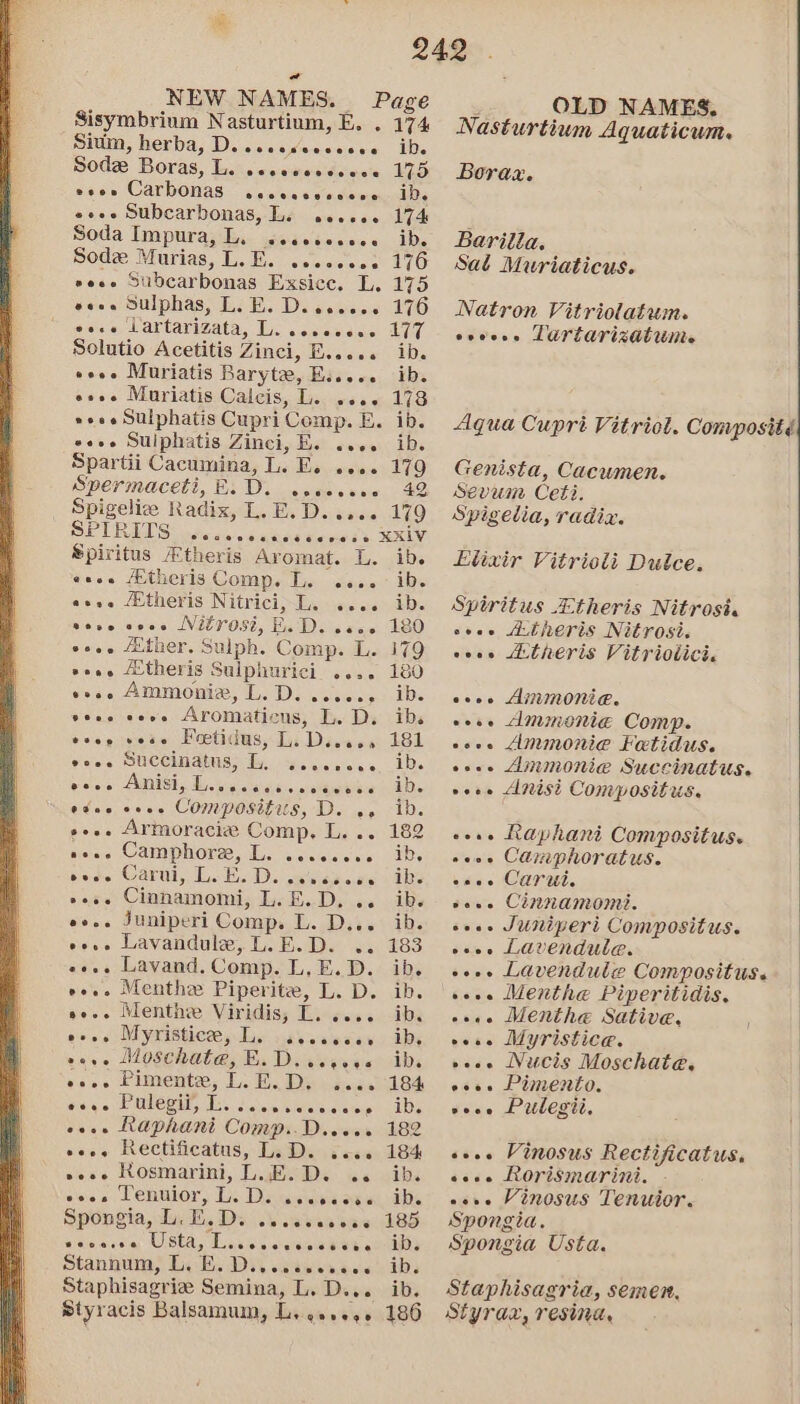 242
NEW NAMES. Page
Sisymbrium Nasturtium, E. . 174
Sium, herba, D. ............ ib.
Sodæ Boras, L. ............ 175
.... Carbonas ............ ib.
.... Subcarbonas, L. ...... 174
Soda Impura, L. .......... ib.
Sodæ Murias, L. E. ........ 176
.... Subcarbonas Exsicc. L. 175
.... Sulphas, L. E. D. ...... 176
.... Tartarizata, L. ........ 177
Solutio Acetitis Zinci, E..... ib.
.... Muriatis Barytæ, E..... ib.
.... Muriatis Calcis, L. .... 178
.... Sulphatis Cupri Comp. E. ib.
.... Sulphatis Zinci, E. .... ib.
Spartii Cacumina, L. E. .... 179
Spermaceti, E. D. ........ 42
Spigeliæ Radix, L. E. D. .... 179
SPIRITS .................. xxiv
Spiritus Ætheris Aromat. L. ib.
.... Ætheris Comp. L. .... ib.
.... Ætheris Nitrici, L. .... ib.
.... .... Nitrosi, E. D. .... 180
.... Æther. Sulph. Comp. L. 179
.... Ætheris Sulphurici .... 180
.... Ammoniæ, L. D. ...... ib.
.... .... Aromaticus, L. D. ib.
.... .... Fœtidus, L. D..... 181
.... Succinatus, L. ........ ib.
.... Anisi, L............... ib.
.... .... Compositus, D. .. ib.
.... Armoraciæ Comp. L. .. 182
.... Camphoræ, L. ........ ib.
.... Carui, L. E. D. ........ ib.
.... Cinnamomi, L. E. D. .. ib.
.... Juniperi Comp. L. D... ib.
.... Lavandulæ, L. E. D. .. 183
.... Lavand. Comp. L. E. D. ib.
.... Menthæ Piperitæ, L. D. ib.
.... Menthæ Viridis, L. .... ib.
.... Myristicæ, L. ........ ib.
.... Moschatæ, E. D. ...... ib.
.... Pimentæ, L. E. D. .... 184
.... Pulegii, L. ............ ib.
.... Raphani Comp. D..... 182
.... Rectificatus, L. D. .... 184
.... Rosmarini, L. E. D. .. ib.
.... Tenuior, L. D. ........ ib.
Spongia, L. E. D. .......... 185
....... Usta, L............. ib.
Stannum, L. E. D........... ib.
Staphisagriæ Semina, L. D... ib.
Styracis Balsamum, L. ...... 186
OLD NAMES.
Nasturtium Aquaticum.
Borax.
Barilla.
Sal Muriaticus.
Natron Vitriolatum.
...... Tartarizatum.
Aqua Cupri Vitriol. Composita
Genista, Cacumen.
Sevum Ceti.
Spigelia, radix.
Elixir Vitrioli Dulce.
Spiritus Ætheris Nitrosi.
.... Ætheris Nitrosi.
.... Ætheris Vitriolici.
.... Ammoniæ.
.... Ammoniæ Comp.
.... Ammoniæ Fœtidus.
.... Ammoniæ Succinatus.
.... Anisi Compositus.
.... Raphani Compositus.
.... Camphoratus.
.... Carui.
.... Cinnamomi.
.... Juniperi Compositus.
.... Lavendulæ.
.... Lavendulæ Compositus.
.... Menthæ Piperitidis.
.... Menthæ Sativæ.
.... Myristicæ.
.... Nucis Moschatæ.
.... Pimento.
.... Pulegii.
.... Vinosus Rectificatus.
.... Rorismarini.
.... Vinosus Tenuior.
Spongia.
Spongia Usta.
Staphisagria, semen.
Styrax, resina.